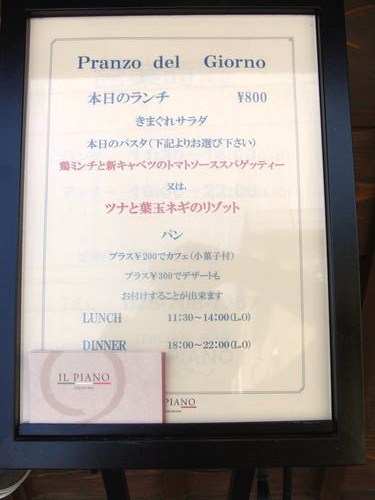 Pranzo del Giorno
本日のランチ ¥800
きまぐれサラダ
本日のパスタ(下記よりお選び下さい)
鶏ミンチと新キャベツのトマトソーススパゲッティー
又は、
ツナと葉玉ネギのリゾット
パン
プラス¥200でカフェ(小菓子付)
プラス¥300でデザートも
お付けすることが出来ます
LUNCH 11:30~14:00(L.O)
DINNER 18:00~22:00(L.O)
IL PIANO
PIANO